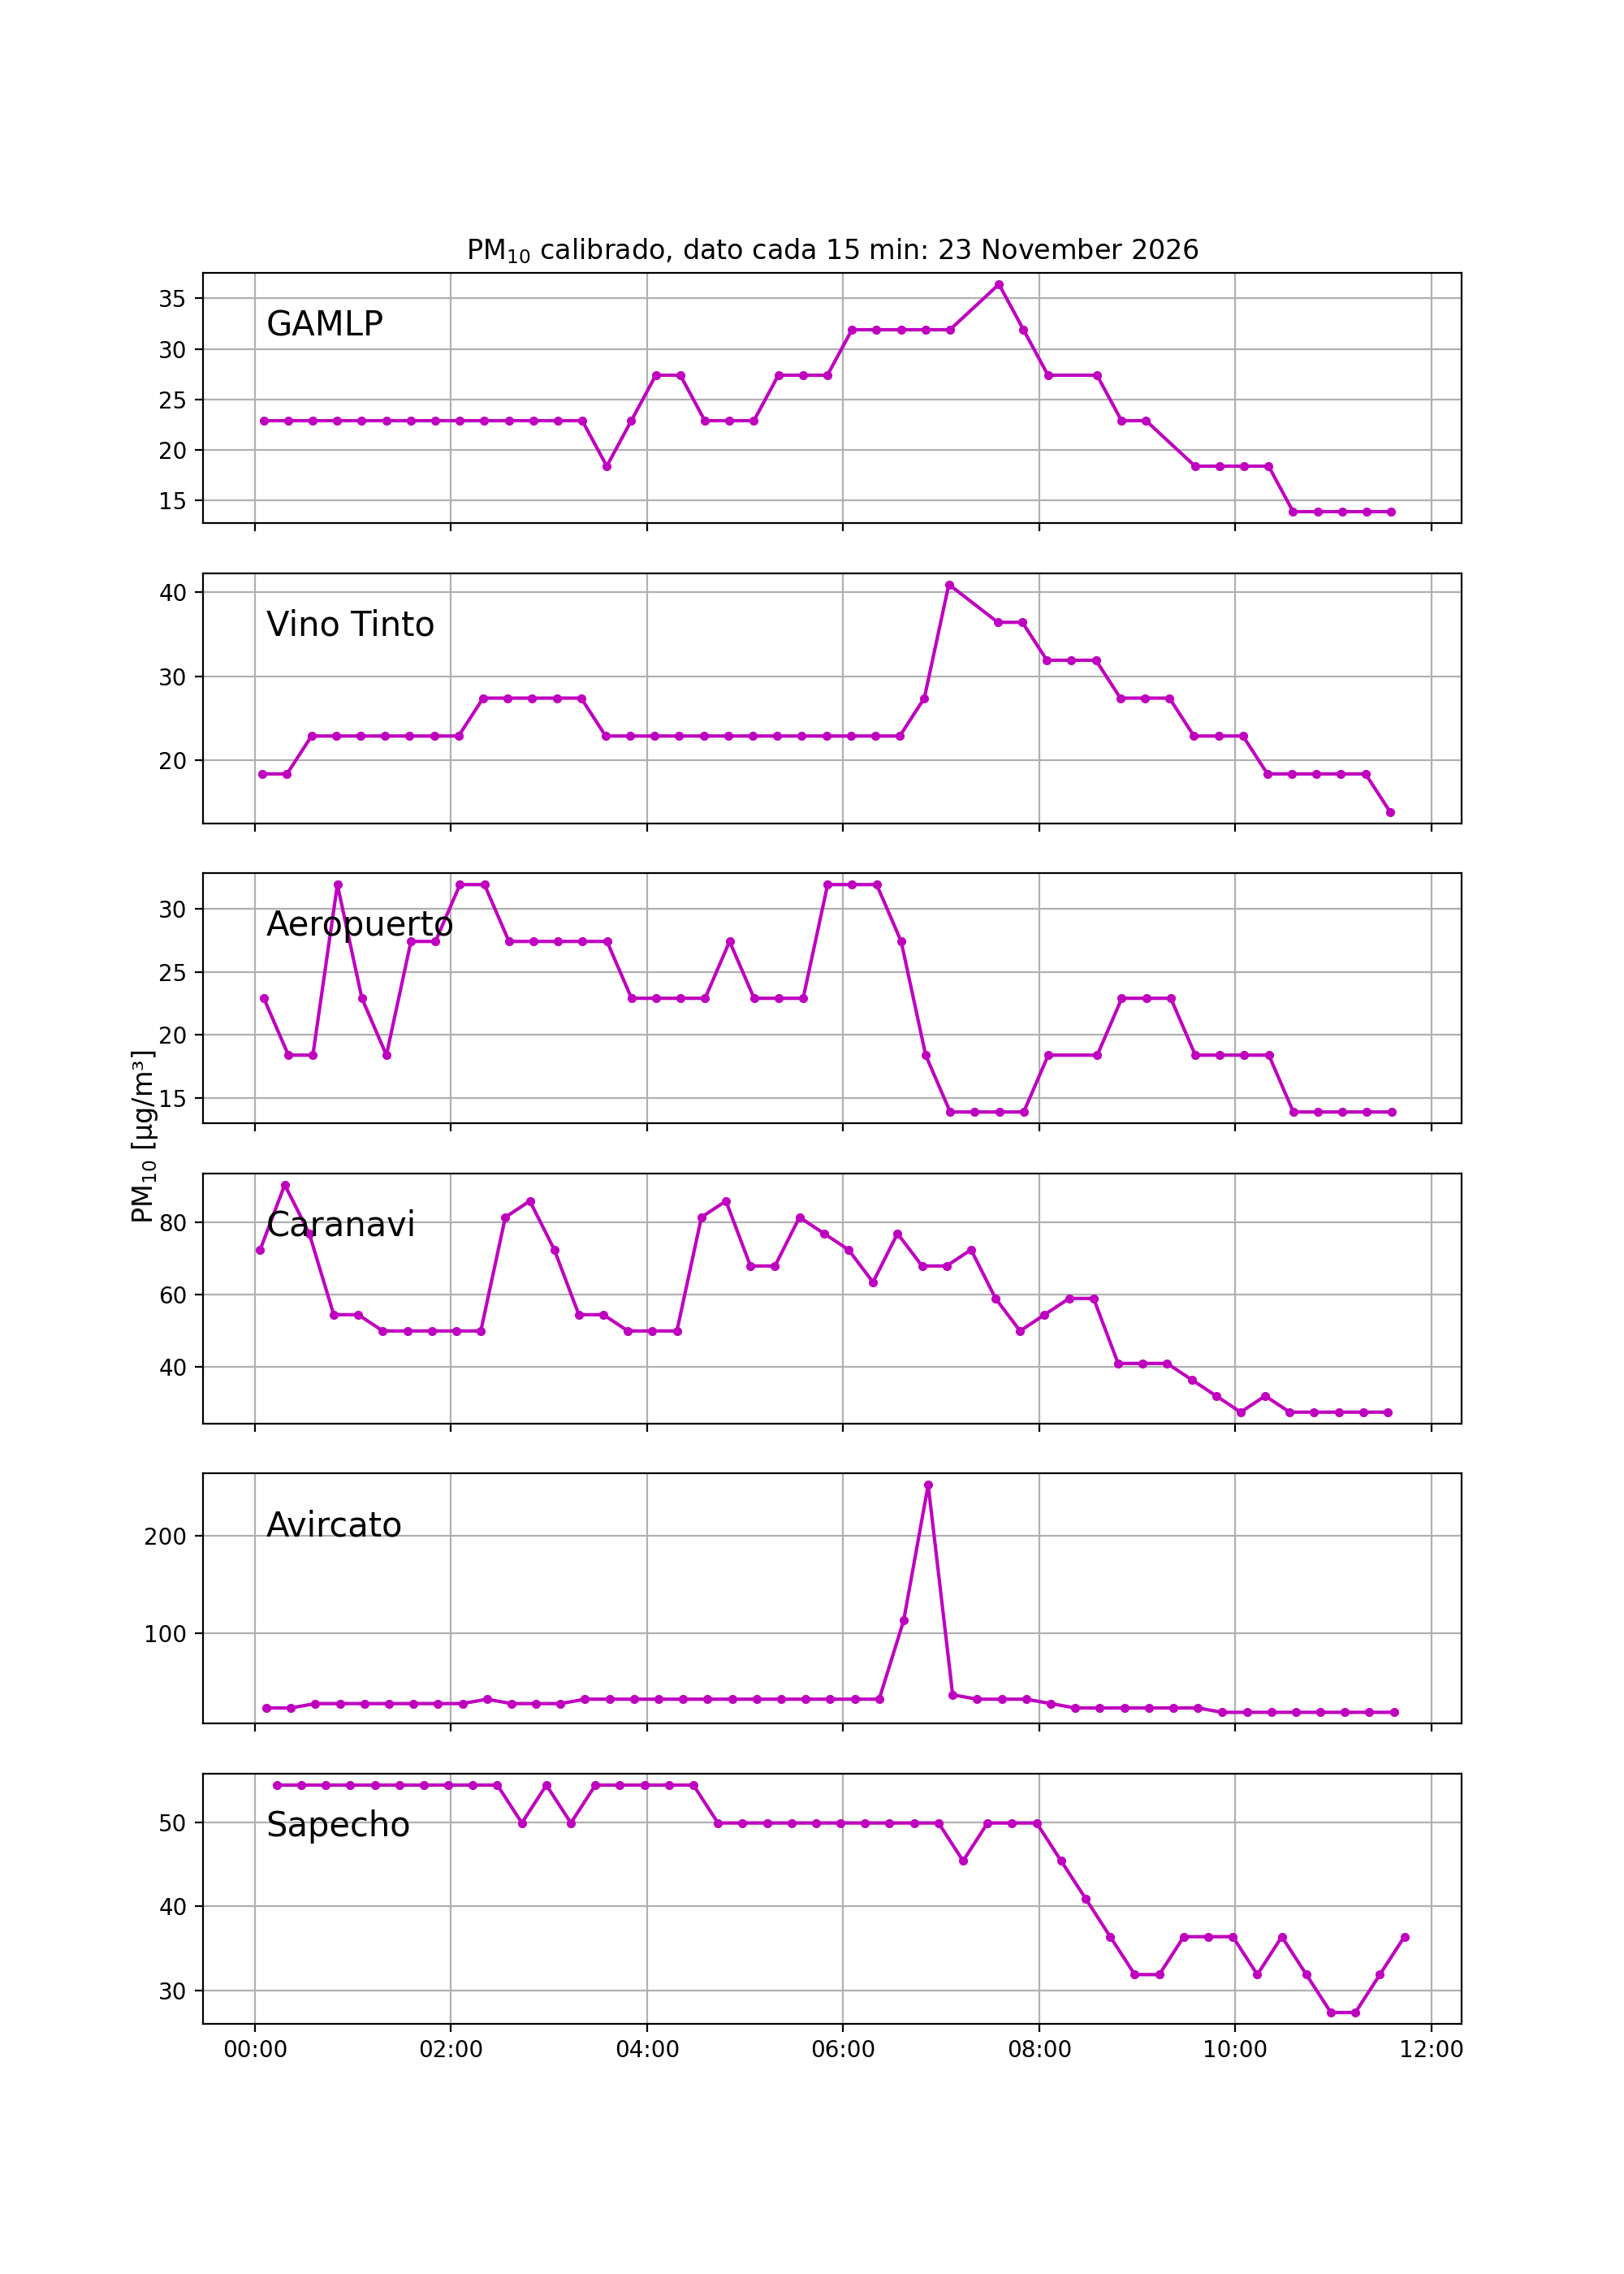 PM₁₀ calibrado, dato cada 15 min: 23 November 2026
35
GAMLP
30
25
20
15
40
Vino Tinto
30
20
30
Aeropuerto
25
20
15
PM₁₀ [µg/m³]
80
Caranavi
60
40
Avircato
200
100
50
Sapecho
40
30
00:00 02:00 04:00 06:00 08:00 10:00 12:00